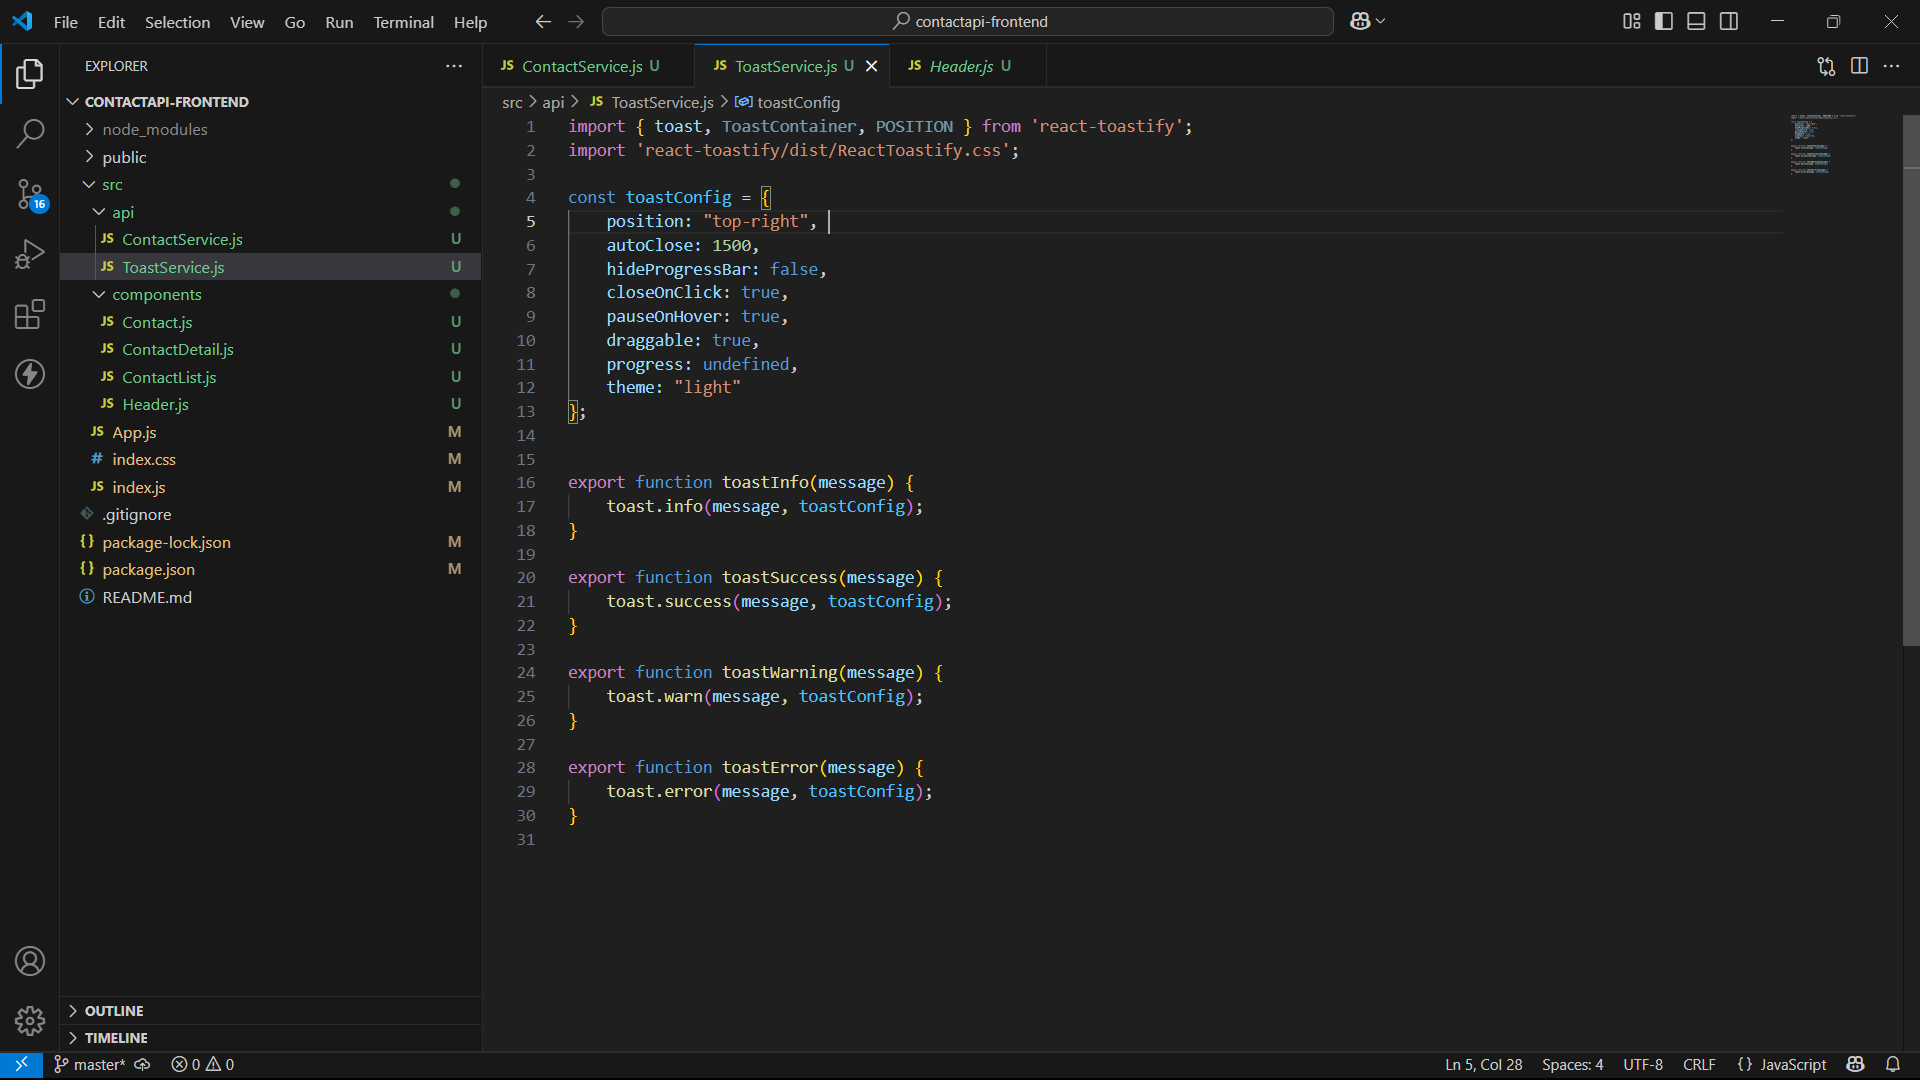 File Edit Selection View Go Run Terminal Help
contactapi-frontend
EXPLORER
CONTACTAPI-FRONTEND
node_modules
public
src
api
JS ContactService.js U
JS ToastService.js U
components
JS Contact.js U
JS ContactDetail.js U
JS ContactList.js U
JS Header.js U
JS App.js M
# index.css M
JS index.js M
.gitignore
{} package-lock.json M
{} package.json M
README.md
16
OUTLINE
TIMELINE
JS ContactService.js U JS ToastService.js U JS Header.js U
src > api > JS ToastService.js > toastConfig
1 import { toast, ToastContainer, POSITION } from 'react-toastify';
2 import 'react-toastify/dist/ReactToastify.css';
3
4 const toastConfig = {
5 position: "top-right",
6 autoClose: 1500,
7 hideProgressBar: false,
8 closeOnClick: true,
9 pauseOnHover: true,
10 draggable: true,
11 progress: undefined,
12 theme: "light"
13 };
14
15
16 export function toastInfo(message) {
17 toast.info(message, toastConfig);
18 }
19
20 export function toastSuccess(message) {
21 toast.success(message, toastConfig);
22 }
23
24 export function toastWarning(message) {
25 toast.warn(message, toastConfig);
26 }
27
28 export function toastError(message) {
29 toast.error(message, toastConfig);
30 }
31
master* 0 0 Ln 5, Col 28 Spaces: 4 UTF-8 CRLF {} JavaScript